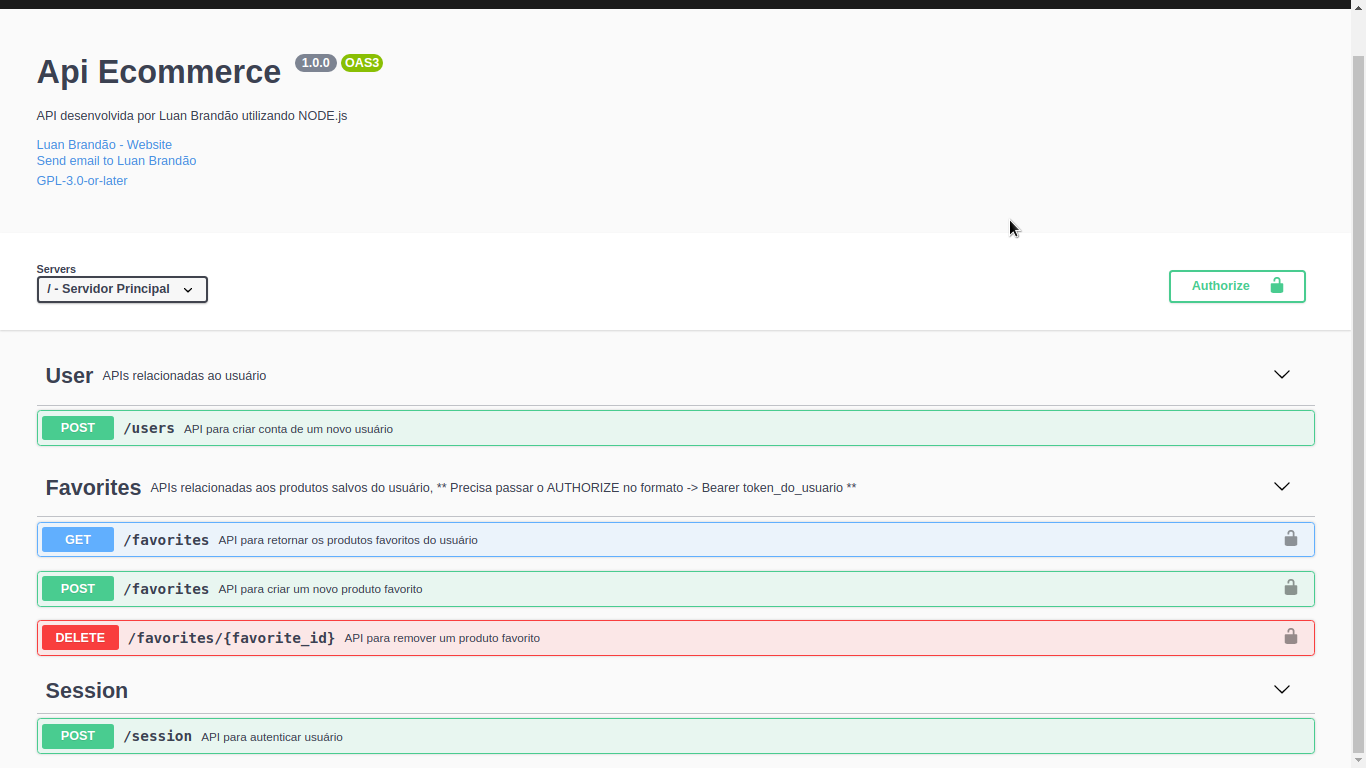 Api Ecommerce 1.0.0 OAS3
API desenvolvida por Luan Brandão utilizando NODE.js
Luan Brandão - Website
Send email to Luan Brandão
GPL-3.0-or-later
Servers
/ - Servidor Principal
Authorize
User APIs relacionadas ao usuário
POST /users API para criar conta de um novo usuário
Favorites APIs relacionadas aos produtos salvos do usuário, ** Precisa passar o AUTHORIZE no formato -> Bearer token_do_usuario **
GET /favorites API para retornar os produtos favoritos do usuário
POST /favorites API para criar um novo produto favorito
DELETE /favorites/{favorite_id} API para remover um produto favorito
Session
POST /session API para autenticar usuário